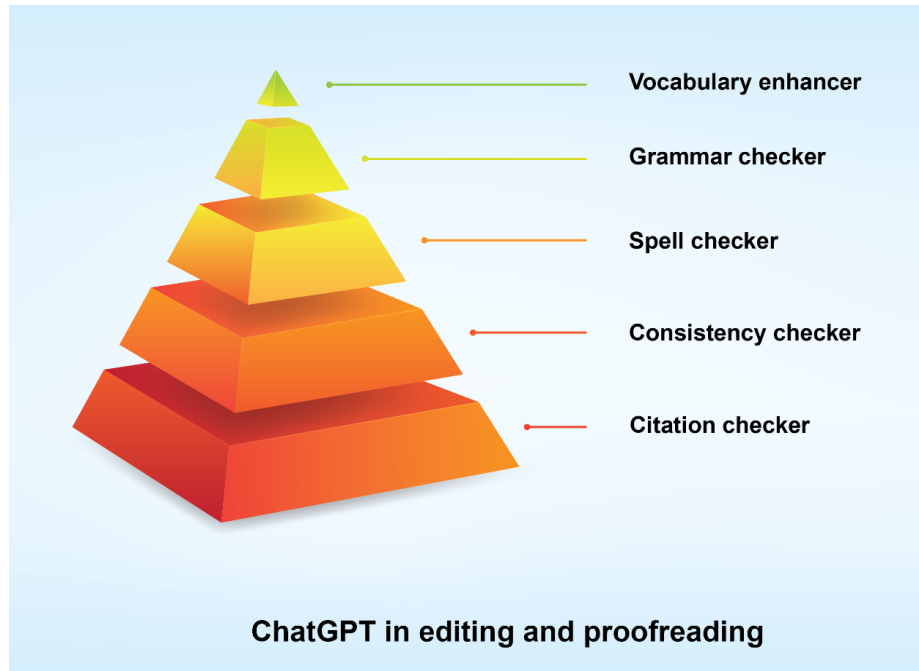 Vocabulary enhancer
Grammar checker
Spell checker
Consistency checker
Citation checker
ChatGPT in editing and proofreading